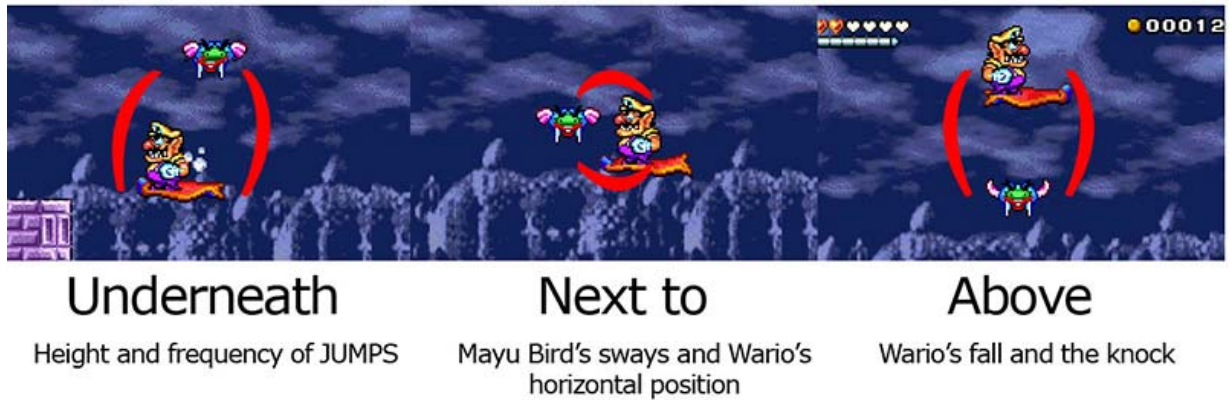 00012
Underneath
Next to
Above
Height and frequency of JUMPS
Mayu Bird's sways and Wario's
horizontal position
Wario's fall and the knock